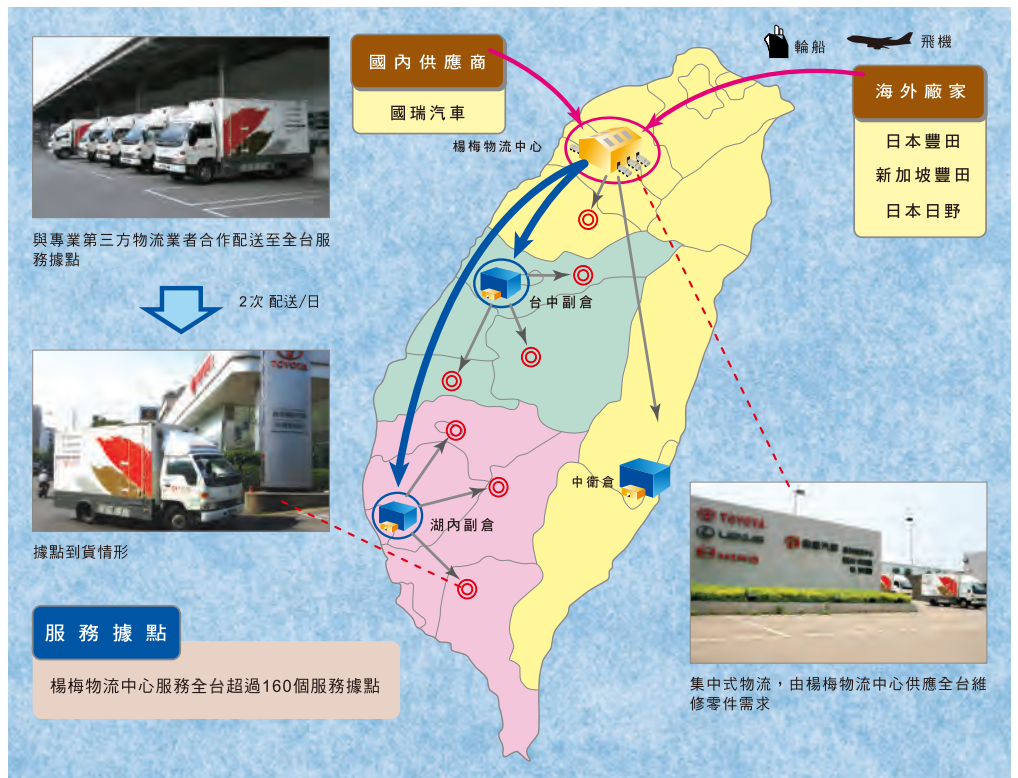 國內供應商
國瑞汽車
輪船
飛機
海外廠家
日本豐田
新加坡豐田
日本日野
楊梅物流中心
與專業第三方物流業者合作配送至全台服
務據點
2次 配送/日
台中副倉
TOYOTA
中衛倉
湖內副倉
據點到貨情形
TOYOTA
服務據點
楊梅物流中心服務全台超過160個服務據點
集中式物流，由楊梅物流中心供應全台維
修零件需求